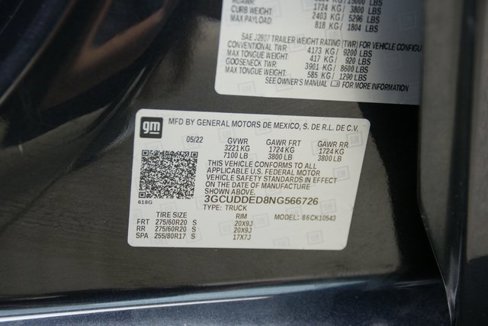 CURB WEIGHT: 1724 KG/ 3800 LBS
MAX PAYLOAD 2403 KG/ 5296 LBS
818 KG/ 1804 LBS
SAE J2807 TRAILER WEIGHT RATING (TWR) FOR VEHICLE CONFIGU
CONVENTIONAL TWR: 4173 KG/ 9200 LBS
MAX TONGUE WEIGHT: 417 KG/ 920 LBS
GOOSENECK TWR: 3901 KG/ 8600 LBS
MAX TONGUE WEIGHT: 585 KG/ 1290 LBS
SEE OWNER'S MANUAL FOR MORE INFORMATION
gm
MFD BY GENERAL MOTORS DE MEXICO, S. DE R.L. DE C.V.
05/22 GVWR GAWR FRT GAWR RR
3221 KG 1724 KG 1724 KG
7100 LB 3800 LB 3800 LB
THIS VEHICLE CONFORMS TO ALL
APPLICABLE U.S. FEDERAL MOTOR
VEHICLE SAFETY STANDARDS IN EFFECT
ON THE DATE OF MANUFACTURE SHOWN ABOVE.
3GCUDDED8NG566726
618G
TYPE: TRUCK
TIRE SIZE RIM MODEL: 86CK10543
FRT 275/60R20 S 20X9J
RR 275/60R20 S 20X9J
SPA 255/80R17 S 17X7J